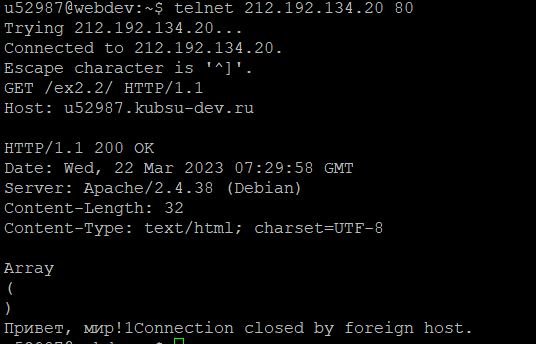 u52987@webdev:~$ telnet 212.192.134.20 80
Trying 212.192.134.20...
Connected to 212.192.134.20.
Escape character is '^]'.
GET /ex2.2/ HTTP/1.1
Host: u52987.kubsu-dev.ru

HTTP/1.1 200 OK
Date: Wed, 22 Mar 2023 07:29:58 GMT
Server: Apache/2.4.38 (Debian)
Content-Length: 32
Content-Type: text/html; charset=UTF-8

Array
(
)
Привет, мир!1Connection closed by foreign host.